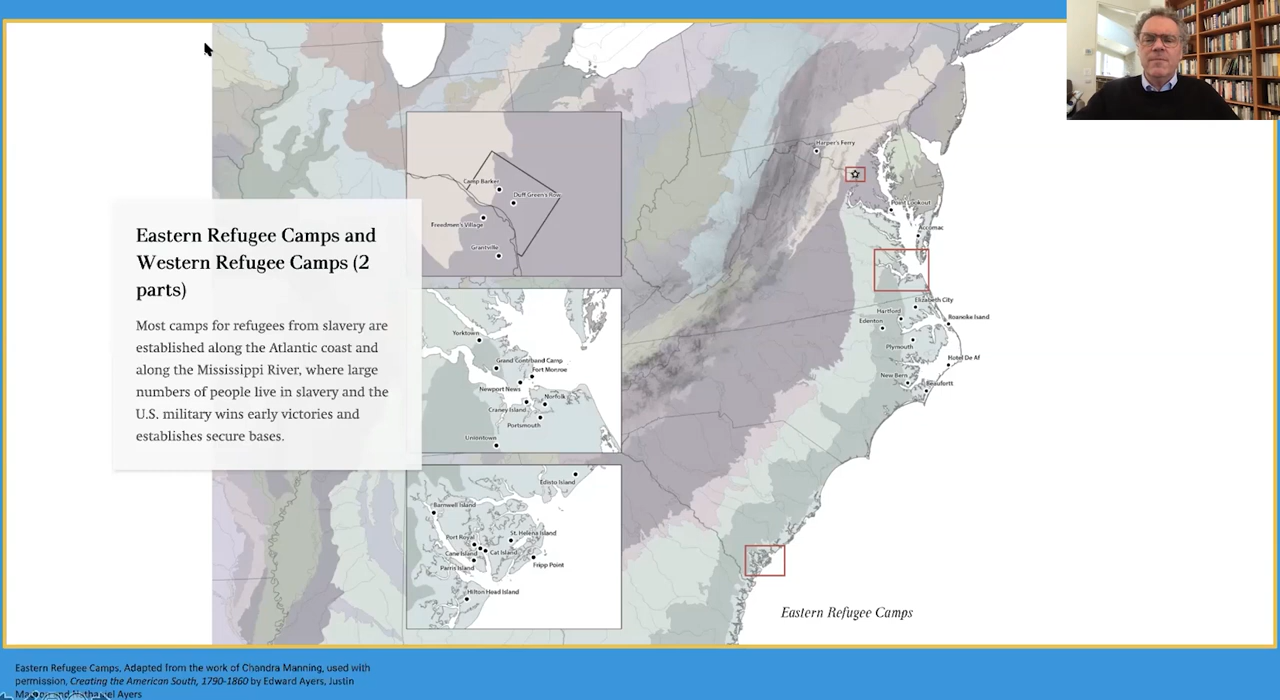 Eastern Refugee Camps and
Western Refugee Camps (2
parts)
Most camps for refugees from slavery are
established along the Atlantic coast and
along the Mississippi River, where large
numbers of people live in slavery and the
U.S. military wins early victories and
establishes secure bases.
Camp Barker
Duff Green's Row
Freedmen's Village
Grantville
Yorktown
Grand Contraband Camp
Fort Monroe
Newport News
Norfolk
Craney Island
Portsmouth
Uniontown
Edisto Island
Barnwell Island
St. Helena Island
Port Royal
Cane Island
Cat Island
Parris Island
Fripp Point
Hilton Head Island
Harper's Ferry
Point Lookout
Accomac
Elizabeth City
Hartford
Roanoke Island
Edenton
Plymouth
Hotel De Af
New Bern
Beaufort
Eastern Refugee Camps
Eastern Refugee Camps, Adapted from the work of Chandra Manning, used with
permission, Creating the American South, 1790-1860 by Edward Ayers, Justin
and Nathaniel Ayers